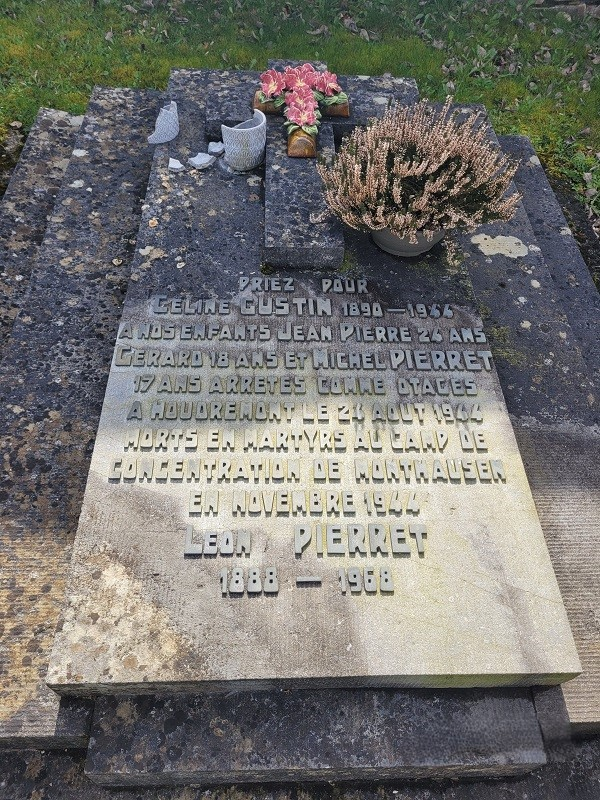 PRIEZ POUR
CELINE GUSTIN 1890 — 1944
A NOS ENFANTS JEAN PIERRE 24 ANS
GERARD 18 ANS ET MICHEL PIERRET
17 ANS ARRETES COMME OTAGES
A HOUDREMONT LE 24 AOUT 1944
MORTS EN MARTYRS AU CAMP DE
CONCENTRATION DE MONTHAUSEN
EN NOVEMBRE 1944
LEON PIERRET
1888 — 1968